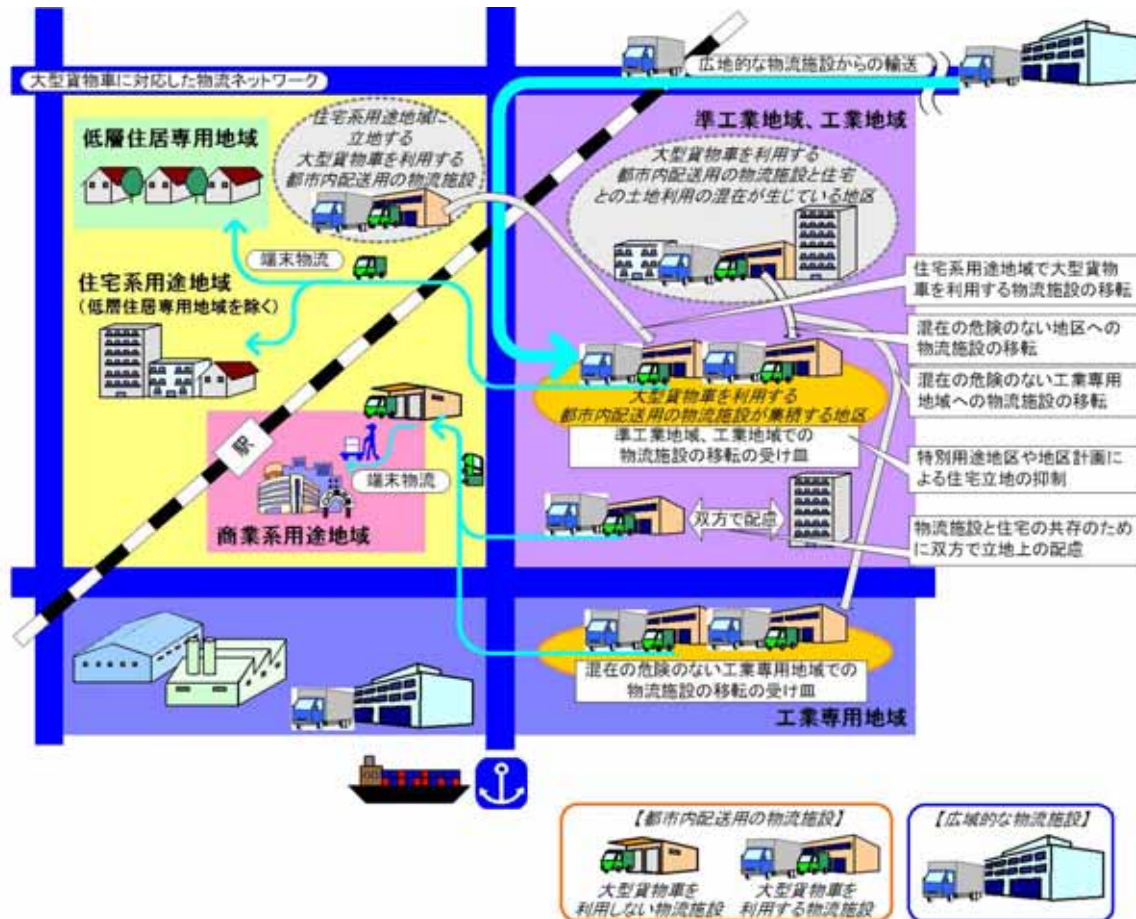 大型貨物車に対応した物流ネットワーク
広地的な物流施設からの輸送
低層住居専用地域
住宅系用途地域に
立地する
大型貨物車を利用する
都市内配送用の物流施設
準工業地域、工業地域
大型貨物車を利用する
都市内配送用の物流施設と住宅
との土地利用の混在が生じている地区
端末物流
住宅系用途地域
(低層住居専用地域を除く)
住宅系用途地域で大型貨物
車を利用する物流施設の移転
混在の危険のない地区への
物流施設の移転
混在の危険のない工業専用
地域への物流施設の移転
大型貨物車を利用する
都市内配送用の物流施設が集積する地区
準工業地域、工業地域での
物流施設の移転の受け皿
特別用途地区や地区計画に
よる住宅立地の抑制
駅
端末物流
商業系用途地域
双方で配慮
物流施設と住宅の共存のため
に双方で立地上の配慮
混在の危険のない工業専用地域での
物流施設の移転の受け皿
工業専用地域
【都市内配送用の物流施設】
大型貨物車を
利用しない物流施設
大型貨物車を
利用する物流施設
【広域的な物流施設】